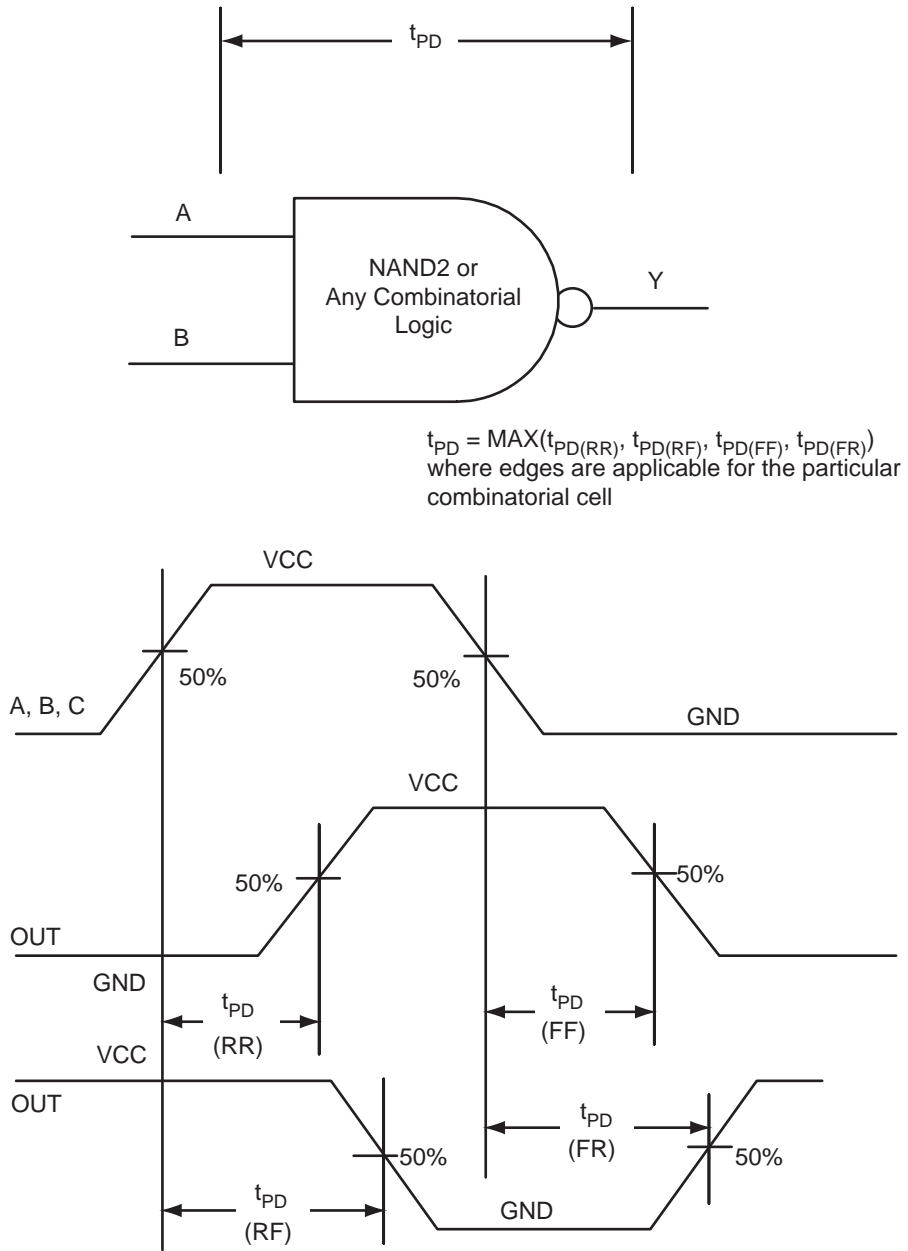 tPD
A
NAND2 or
Any Combinatorial
Logic
Y
B
tPD = MAX(tPD(RR), tPD(RF), tPD(FF), tPD(FR))
where edges are applicable for the particular
combinatorial cell
VCC
50%
50%
A, B, C
GND
VCC
50%
50%
OUT
GND
tPD
(RR)
tPD
(FF)
VCC
OUT
tPD
(FR)
50%
50%
tPD
(RF)
GND